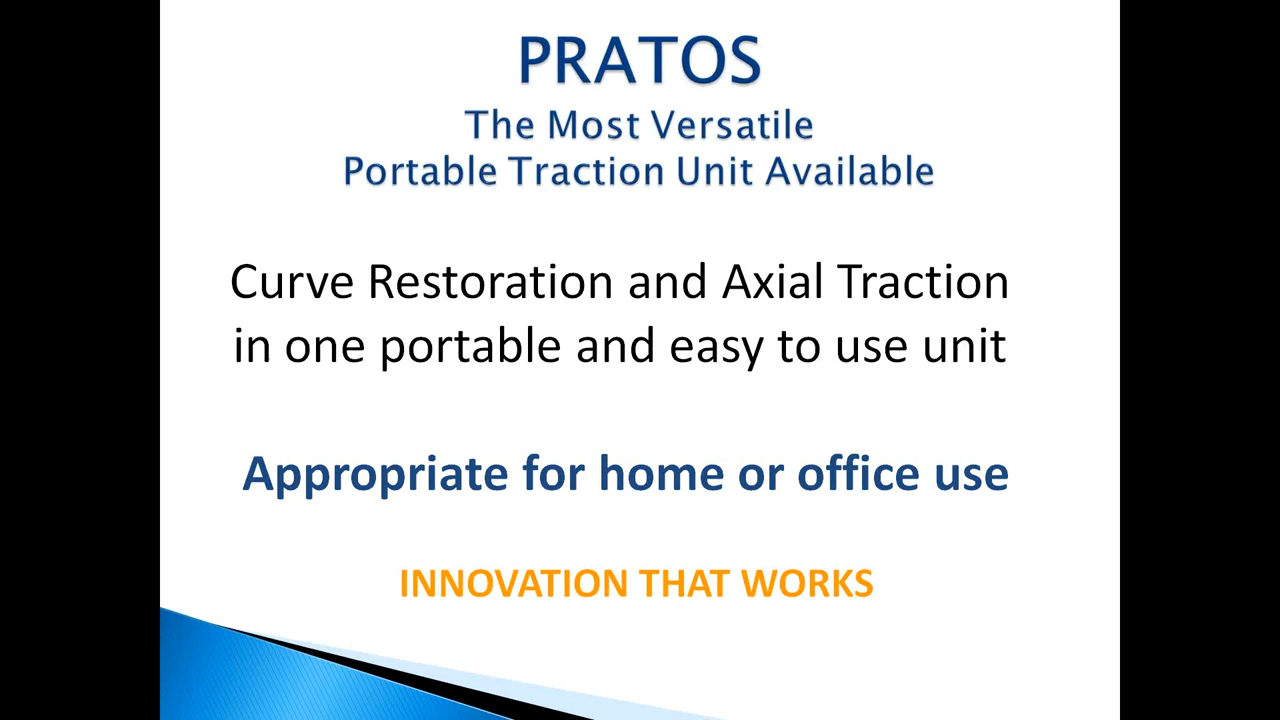 PRATOS
The Most Versatile
Portable Traction Unit Available
Curve Restoration and Axial Traction
in one portable and easy to use unit
Appropriate for home or office use
INNOVATION THAT WORKS